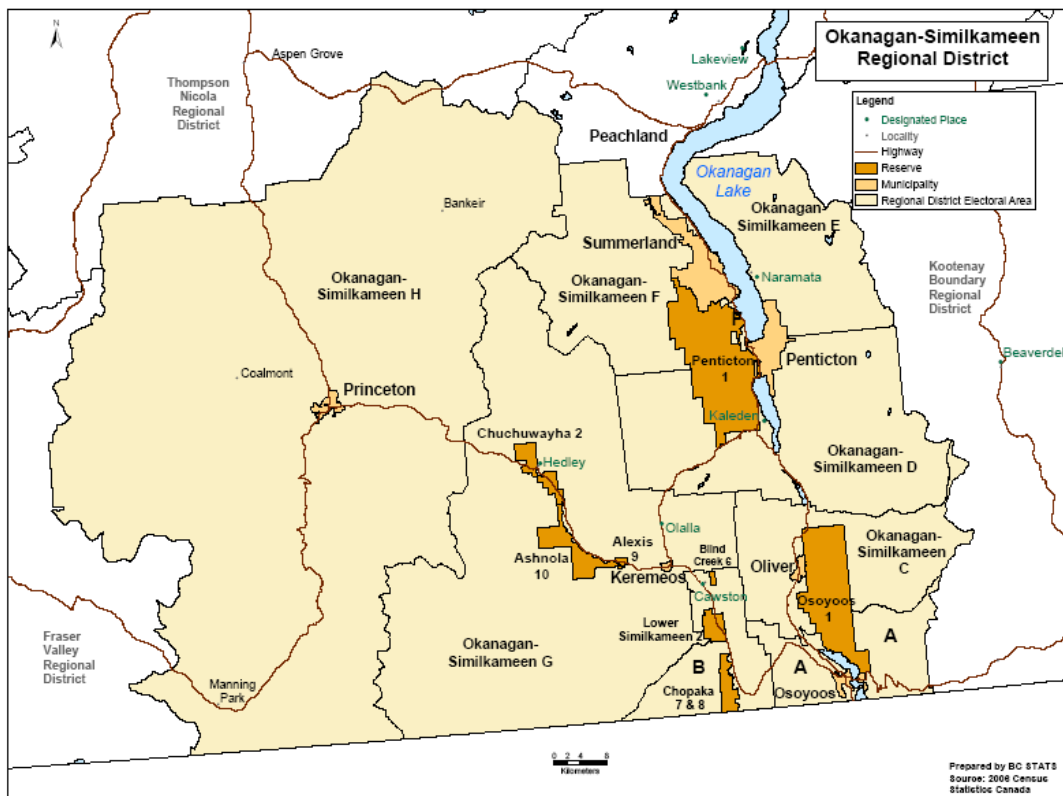 N
Okanagan-Similkameen
Regional District
Legend
Designated Place
Locality
Highway
Reserve
Municipality
Regional District Electoral Area
Aspen Grove
Thompson
Nicola
Regional
District
Lakeview
Westbank
Peachland
Okanagan
Lake
Okanagan-
Similkameen E
Bankeir
Summerland
Okanagan-
Similkameen H
Okanagan-
Similkameen F
Naramata
Kootenay
Boundary
Regional
District
F
Beaverdel
Penticton
Penticton
1
Coalmont
Princeton
Kaleden
Chuchuwayha 2
Hedley
Okanagan-
Similkameen D
Olalla
Alexis
9
Ashnola
10
Keremeos
Blind
Creek 6
Cawston
Oliver
Okanagan-
Similkameen
C
Osoyoos
1
Lower
Similkameen 2
Fraser
Valley
Regional
District
Okanagan-
Similkameen G
A
B
A
Manning
Park
Chopaka
7 & 8
Osoyoos
0 2 4 8
Kilometers
Prepared by BC STATS
Source: 2006 Census
Statistics Canada